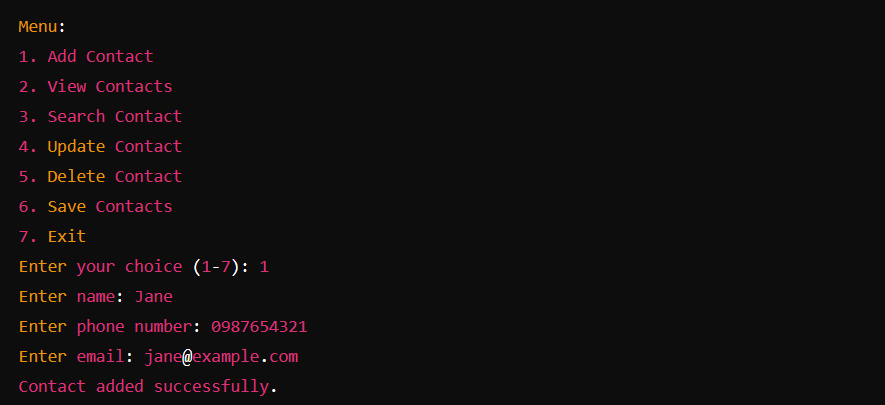 Menu:
1. Add Contact
2. View Contacts
3. Search Contact
4. Update Contact
5. Delete Contact
6. Save Contacts
7. Exit
Enter your choice (1-7): 1
Enter name: Jane
Enter phone number: 0987654321
Enter email: jane@example.com
Contact added successfully.